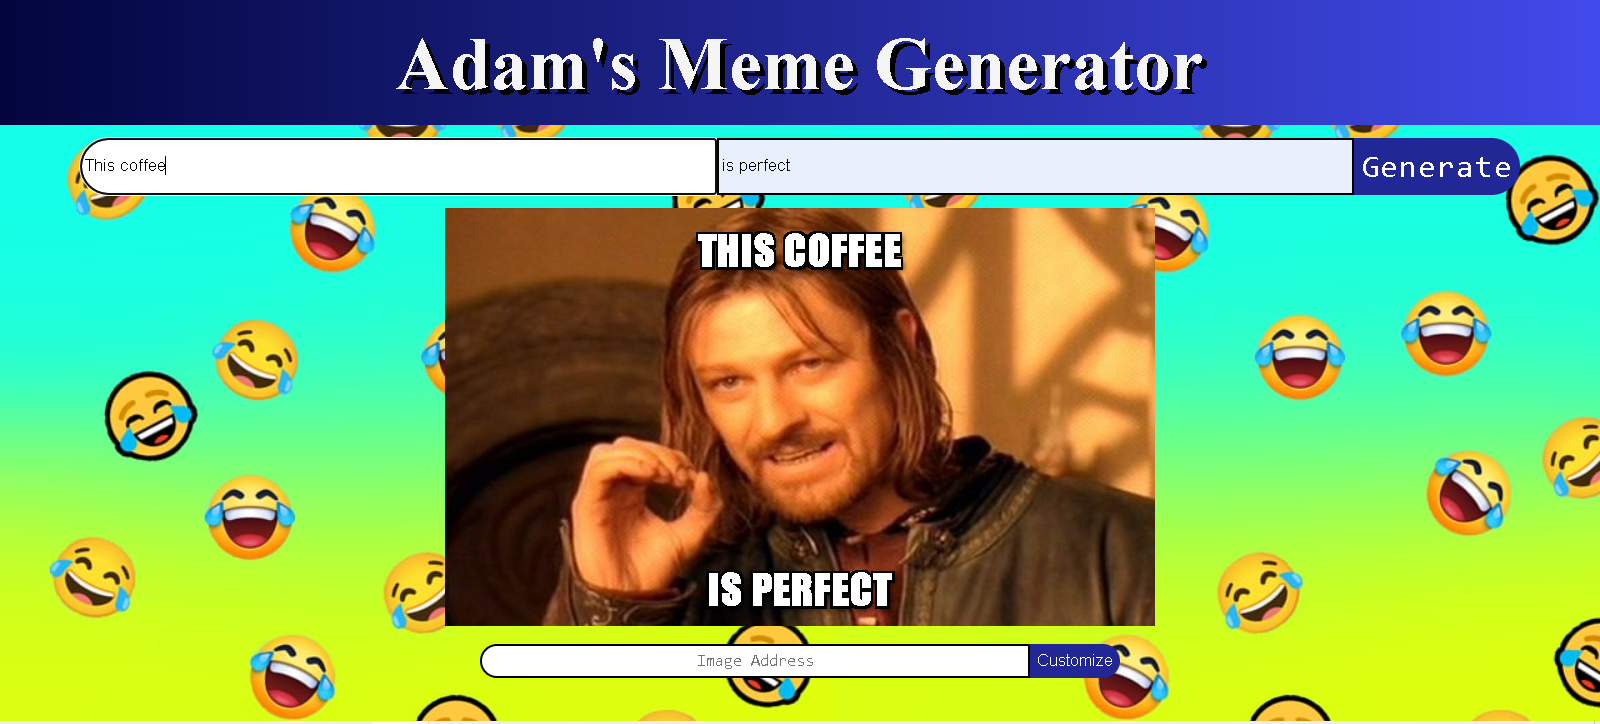 Adam's Meme Generator
This coffee
is perfect
Generate
THIS COFFEE
IS PERFECT
Image Address
Customize